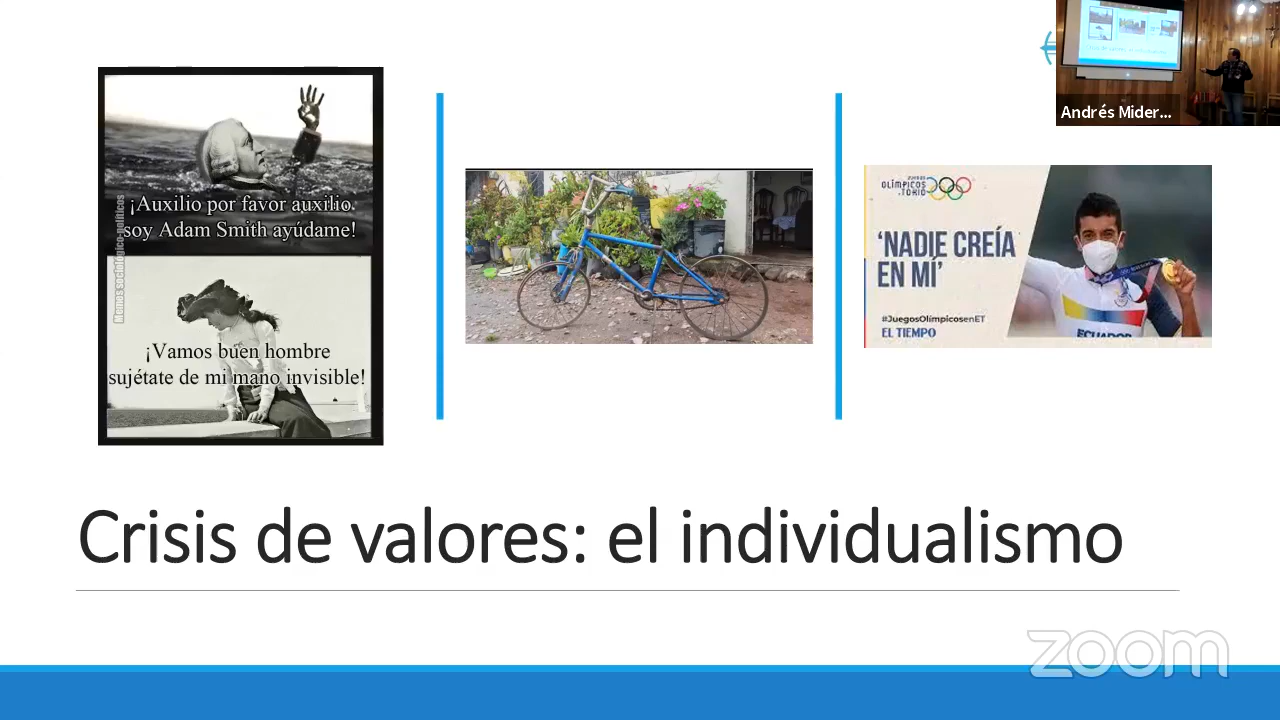 Andrés Mider...
¡Auxilio por favor auxilio.
soy Adam Smith ayúdame!
Memes sociológico-políticos
¡Vamos buen hombre
sujétate de mi mano invisible!
JUEGOS
OLÍMPICOS
TOKIO
‘NADIE CREÍA
EN MÍ’
#JuegosOlímpicosenET
EL TIEMPO
ECUADOR
Crisis de valores: el individualismo
zoom